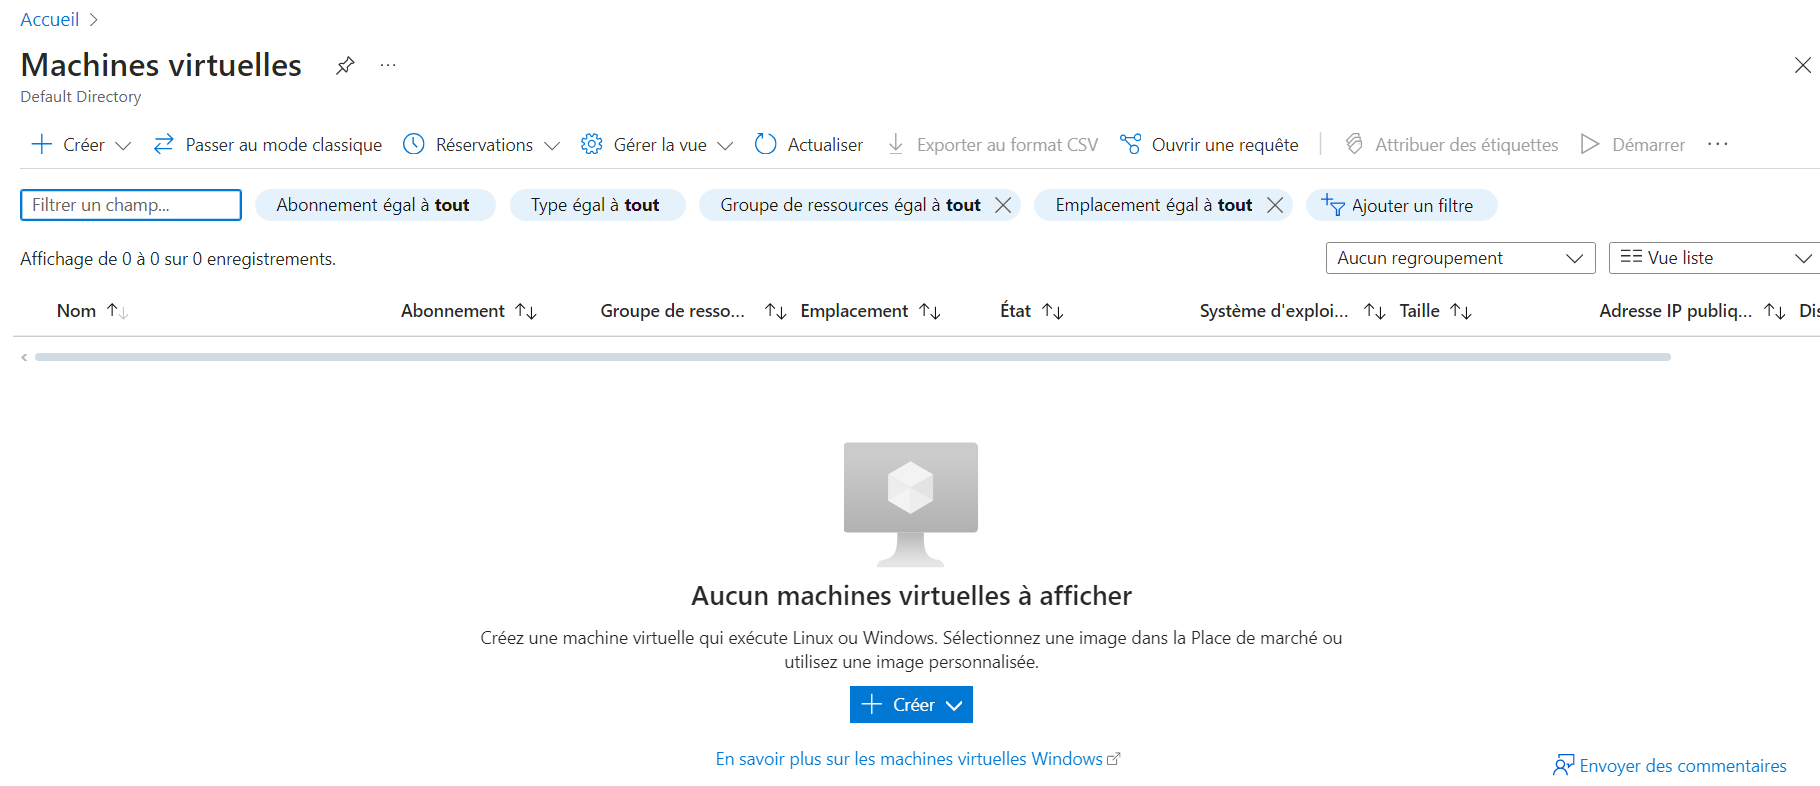 Accueil
Machines virtuelles
Default Directory
Créer Passer au mode classique Réservations Gérer la vue Actualiser Exporter au format CSV Ouvrir une requête Attribuer des étiquettes Démarrer
Filtrer un champ... Abonnement égal à tout Type égal à tout Groupe de ressources égal à tout Emplacement égal à tout Ajouter un filtre
Affichage de 0 à 0 sur 0 enregistrements. Aucun regroupement Vue liste
Nom Abonnement Groupe de resso... Emplacement État Système d'exploi... Taille Adresse IP publiq... Dis
Aucun machines virtuelles à afficher
Créez une machine virtuelle qui exécute Linux ou Windows. Sélectionnez une image dans la Place de marché ou
utilisez une image personnalisée.
Créer
En savoir plus sur les machines virtuelles Windows
Envoyer des commentaires